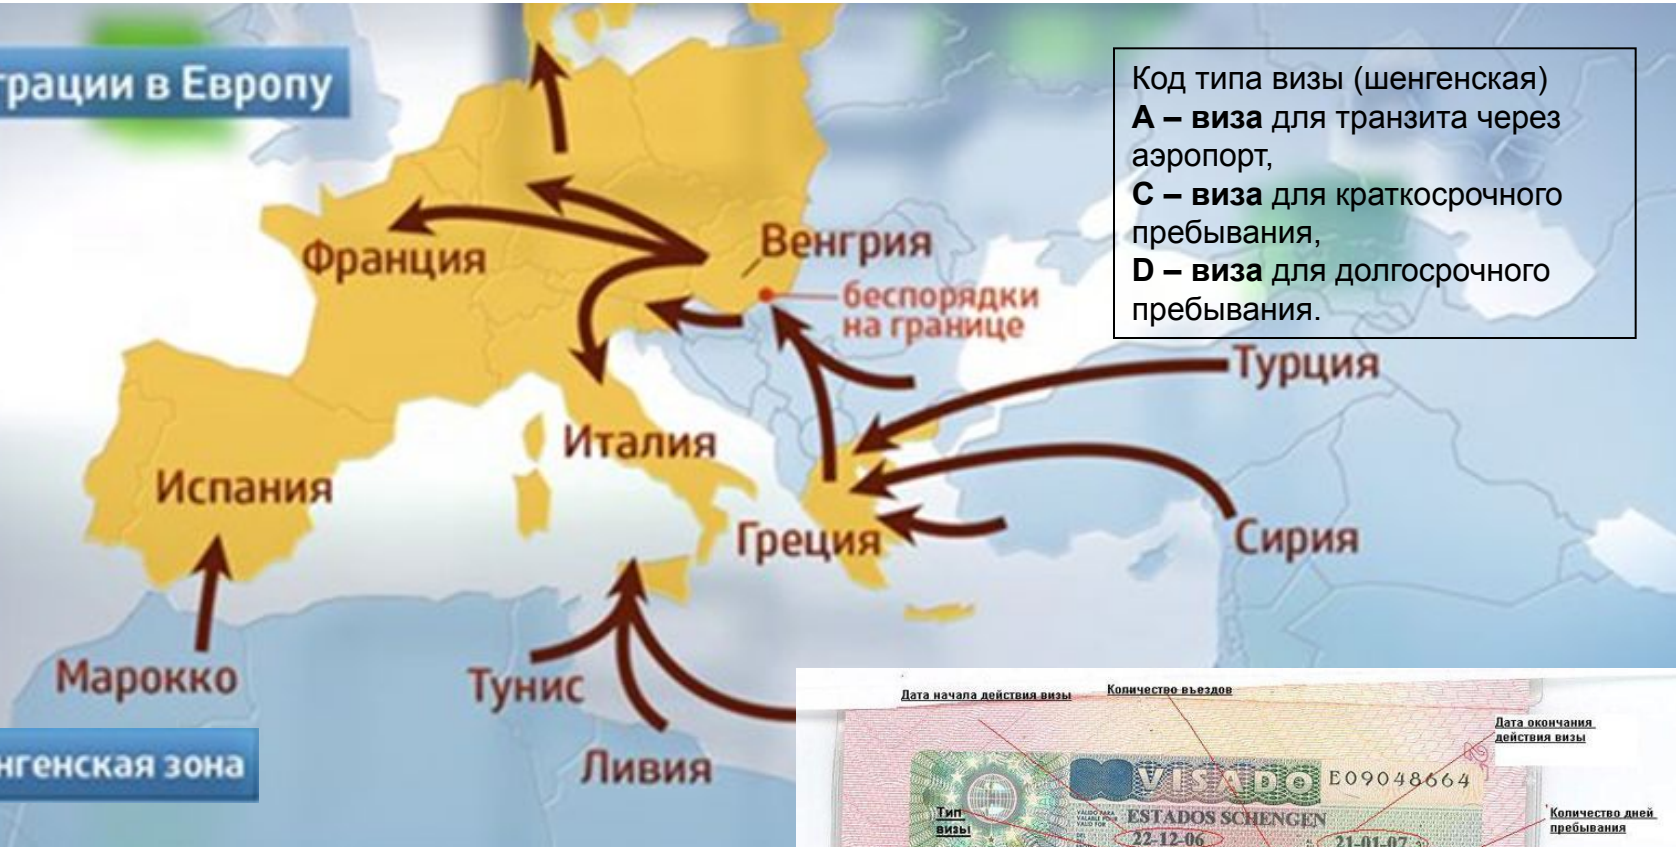 грации в Европу
Код типа визы (шенгенская)
А – виза для транзита через
аэропорт,
С – виза для краткосрочного
пребывания,
D – виза для долгосрочного
пребывания.
Франция
Венгрия
беспорядки
на границе
Турция
Италия
Испания
Греция
Сирия
Марокко
Тунис
Ливия
нгенская зона
Дата начала действия визы
Количество въездов
Дата окончания
действия визы
VISADO
E09048664
Тип
визы
ESTADOS SCHENGEN
22-12-06
21-01-07
Количество дней
пребывания